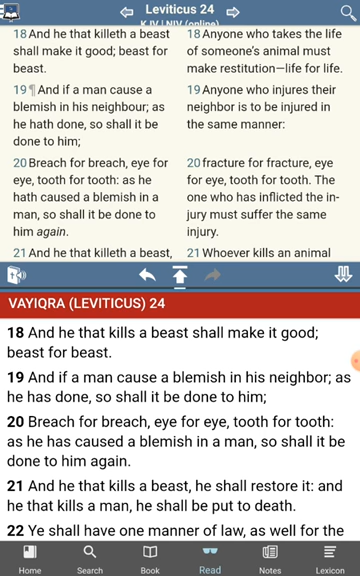 Leviticus 24
KJV | NIV (online)
18 And he that killeth a beast
shall make it good; beast for
beast.
19 ¶ And if a man cause a
blemish in his neighbour; as
he hath done, so shall it be
done to him;
20 Breach for breach, eye for
eye, tooth for tooth: as he
hath caused a blemish in a
man, so shall it be done to
him again.
21 And he that killeth a beast,
18 Anyone who takes the life
of someone's animal must
make restitution—life for life.
19 Anyone who injures their
neighbor is to be injured in
the same manner:
20 fracture for fracture, eye
for eye, tooth for tooth. The
one who has inflicted the in-
jury must suffer the same
injury.
21 Whoever kills an animal
VAYIQRA (LEVITICUS) 24
18 And he that kills a beast shall make it good;
beast for beast.
19 And if a man cause a blemish in his neighbor; as
he has done, so shall it be done to him;
20 Breach for breach, eye for eye, tooth for tooth:
as he has caused a blemish in a man, so shall it be
done to him again.
21 And he that kills a beast, he shall restore it: and
he that kills a man, he shall be put to death.
22 Ye shall have one manner of law, as well for the
Home
Search
Book
Read
Notes
Lexicon